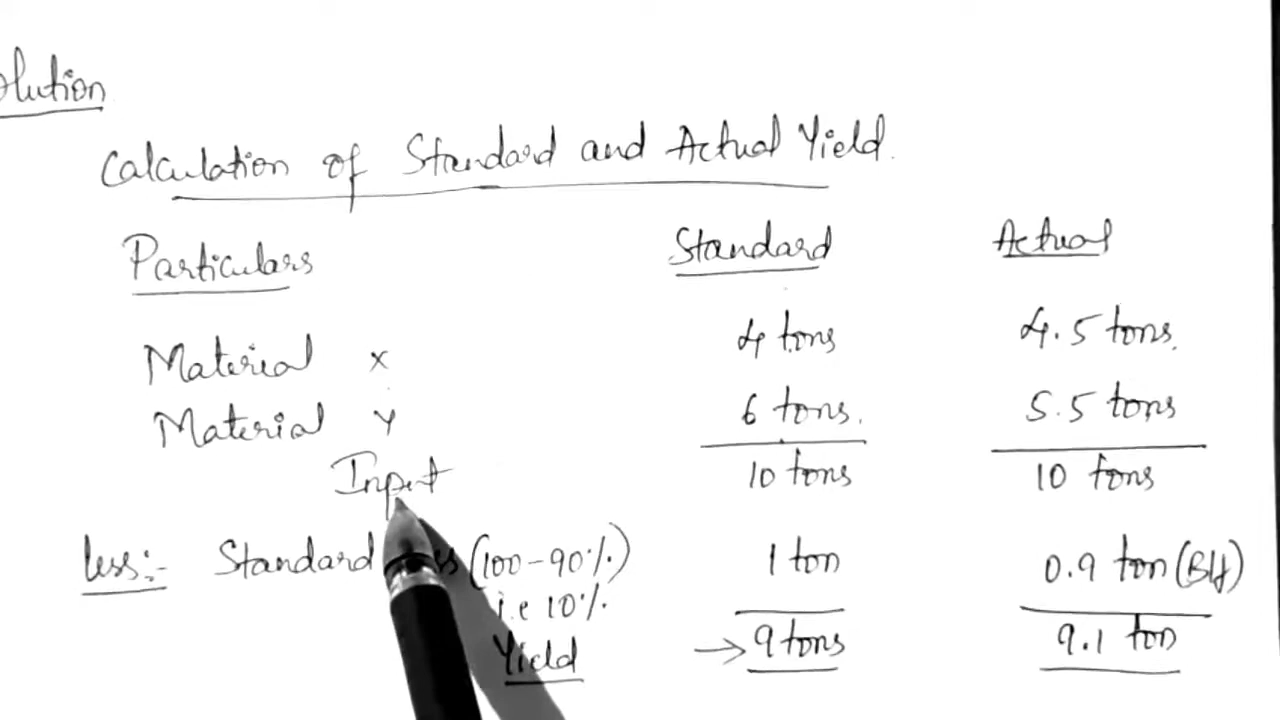 olution
Calculation of Standard and Actual Yield.
Particulars Standard Actual
Material X 4 tons 4.5 tons.
Material Y 6 tons. 5.5 tons
Input 10 tons 10 tons
Less:- Standard (100-90%) 1 ton 0.9 ton (B/f)
i.e 10%
Yield → 9 tons 9.1 ton